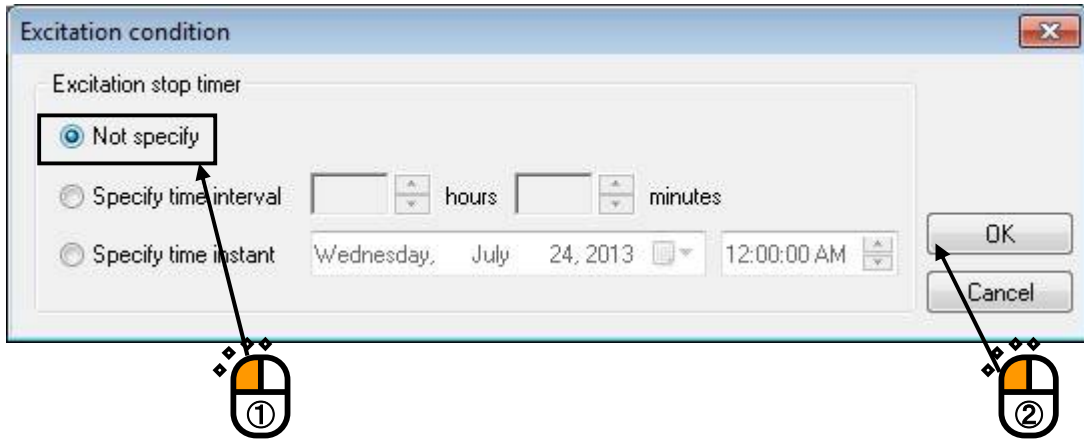 Excitation condition
Excitation stop timer
Not specify
Specify time interval hours minutes
Specify time instant Wednesday, July 24, 2013 12:00:00 AM
OK
Cancel
① ②